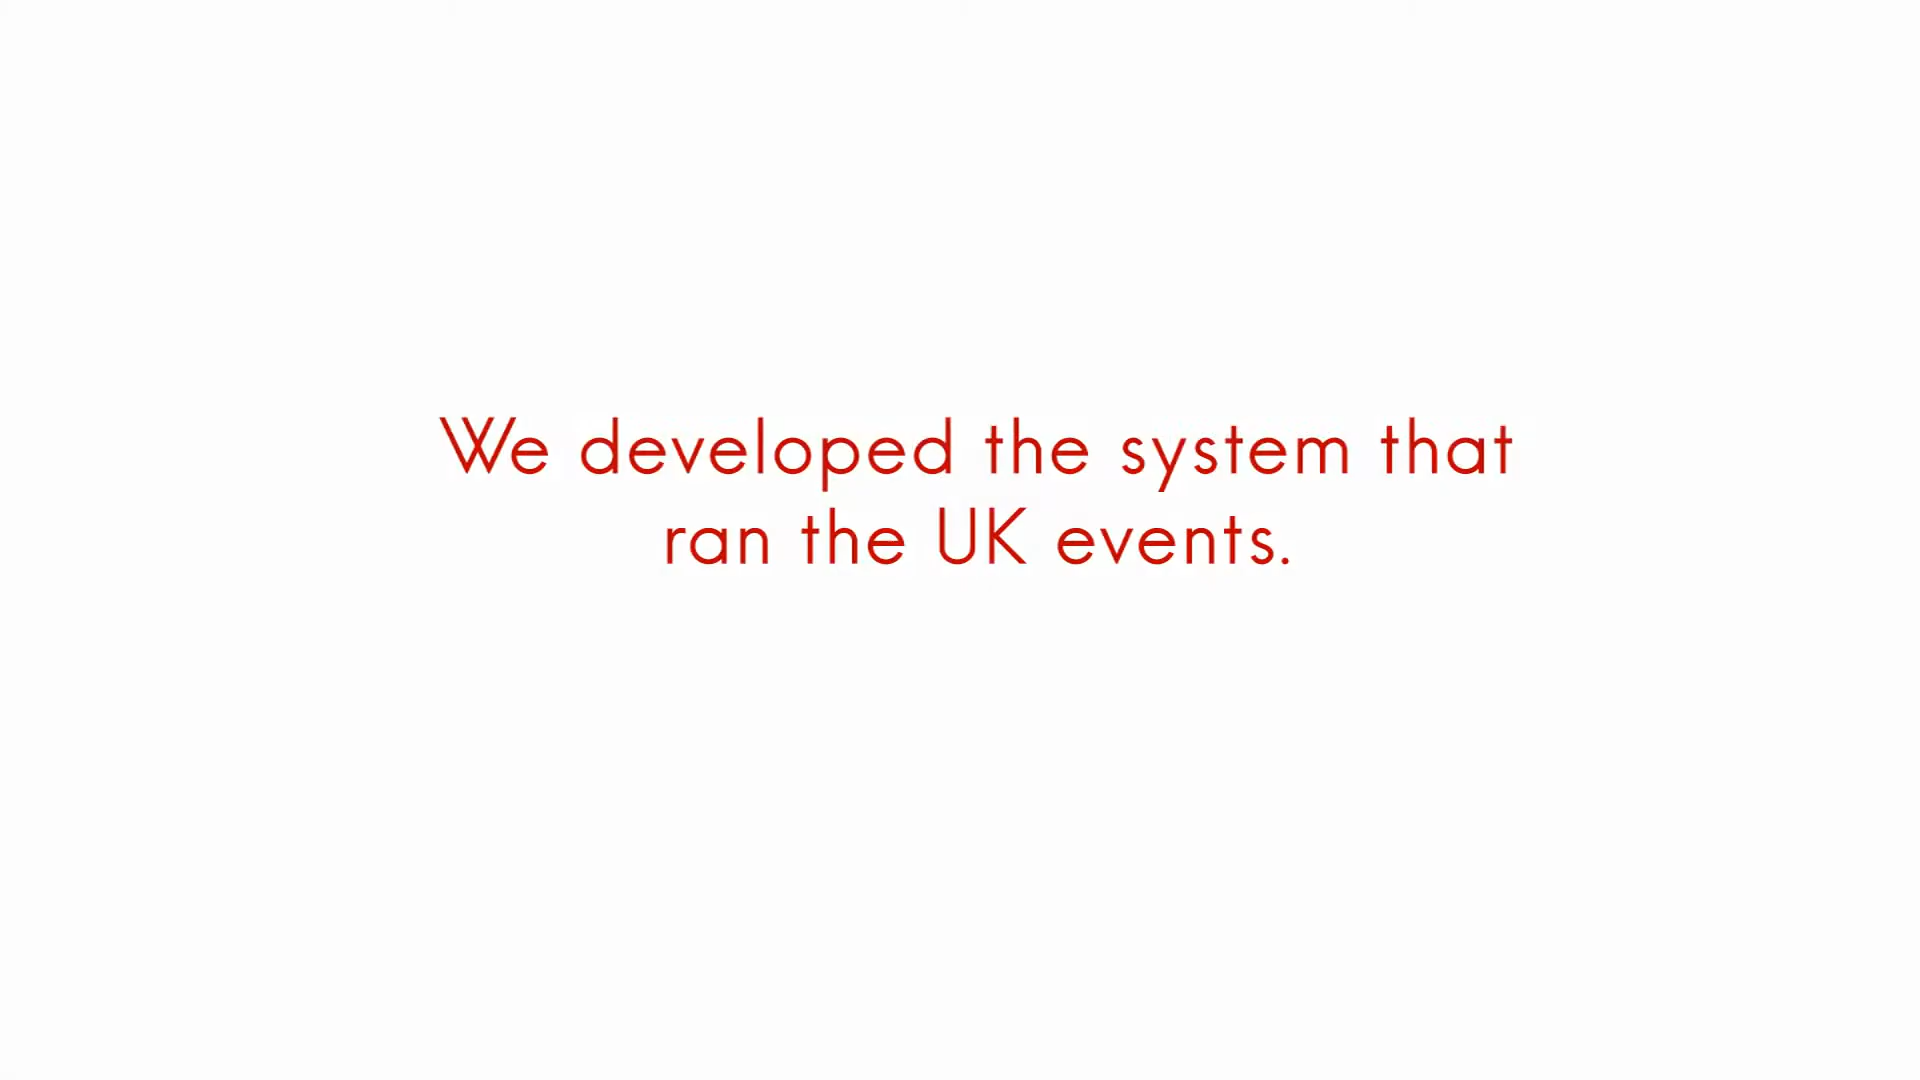 We developed the system that
ran the UK events.